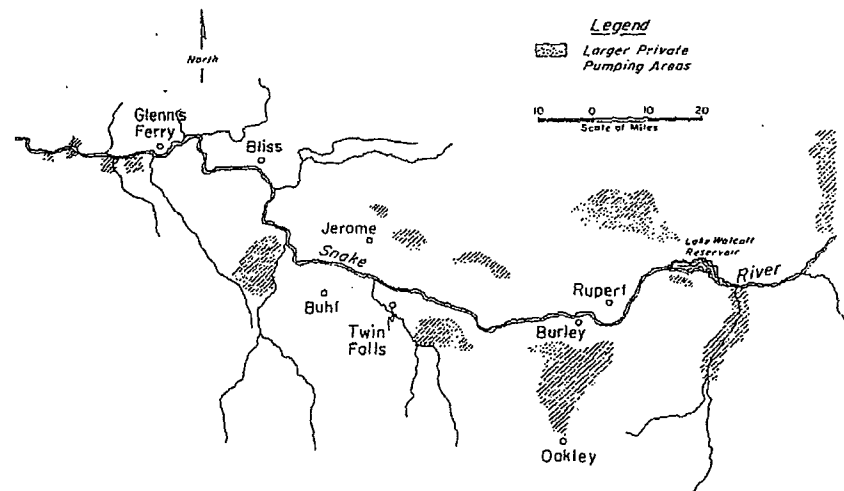 Legend
Larger Private
Pumping Areas
North
10 0 10 20
Scale of Miles
Glenns
Ferry
Bliss
Jerome
Snake
Lake Walcott
Reservoir
River
Rupert
Buhl
Burley
Twin
Falls
Oakley